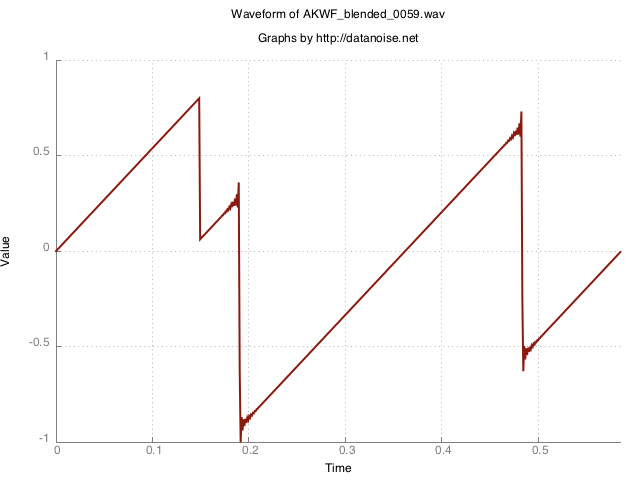 Waveform of AKWF_blended_0059.wav
Graphs by http://datanoise.net
1
0.5
0
-0.5
-1
Value
0 0.1 0.2 0.3 0.4 0.5
Time